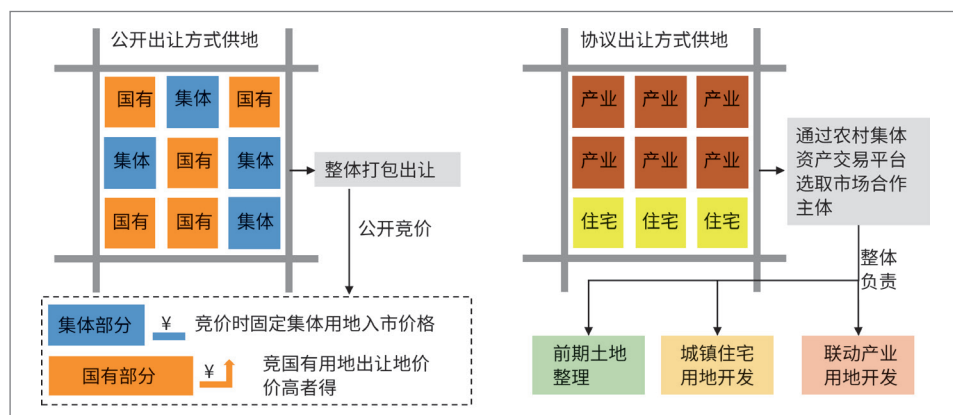 公开出让方式供地
国有 集体 国有
集体 国有 集体
国有 国有 集体
整体打包出让
公开竞价
集体部分 ¥ 竞价时固定集体用地入市价格
国有部分 ¥ 竞国有用地出让地价
价高者得
协议出让方式供地
产业 产业 产业
产业 产业 产业
住宅 住宅 住宅
通过农村集体
资产交易平台
选取市场合作
主体
整体
负责
前期土地
整理
城镇住宅
用地开发
联动产业
用地开发